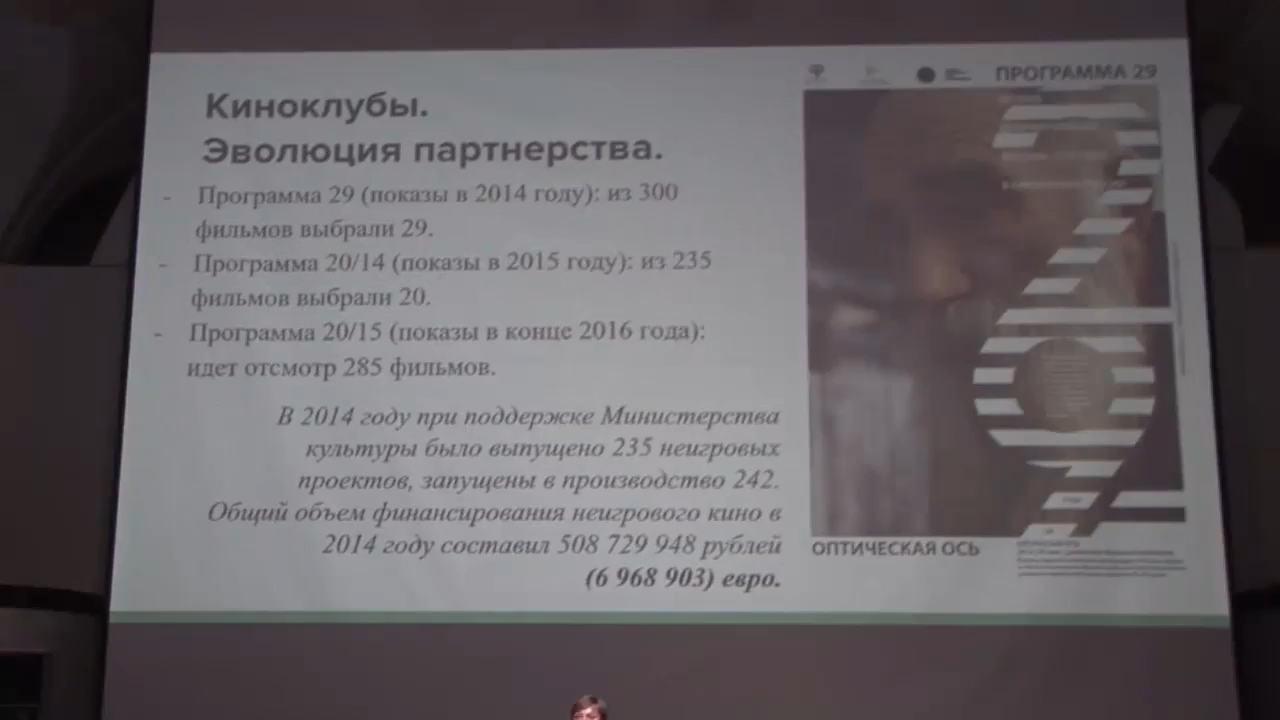 Киноклубы.
Эволюция партнерства.
- Программа 29 (показы в 2014 году): из 300
фильмов выбрали 29.
- Программа 20/14 (показы в 2015 году): из 235
фильмов выбрали 20.
- Программа 20/15 (показы в конце 2016 года):
идет отсмотр 285 фильмов.
В 2014 году при поддержке Министерства
культуры было выпущено 235 неигровых
проектов, запущены в производство 242.
Общий объем финансирования неигрового кино в
2014 году составил 508 729 948 рублей
(6 968 903) евро.
ПРОГРАММА 29
ОПТИЧЕСКАЯ ОСЬ